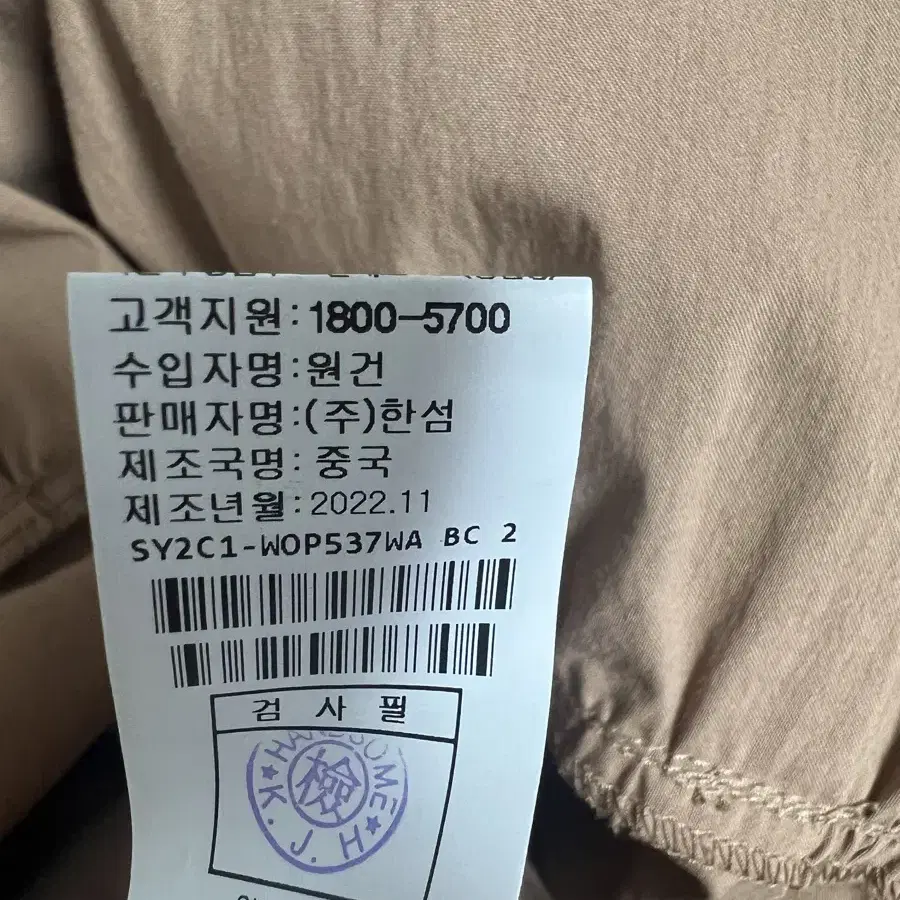 고객지원:1800-5700
수입자명:원건
판매자명:(주)한섬
제조국명: 중국
제조년월:2022.11
SY2C1-WOP537WA BC 2
검 사 필
HANDSOME
檢
K.H.J.